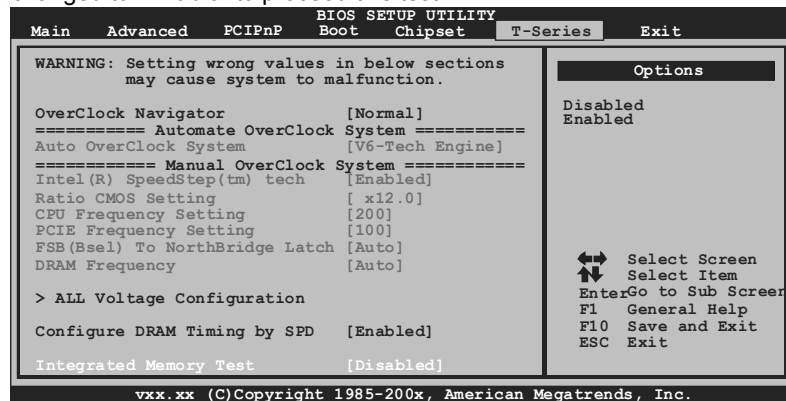 BIOS SETUP UTILITY
Main Advanced PCIPnP Boot Chipset T-Series Exit
WARNING: Setting wrong values in below sections
may cause system to malfunction.
OverClock Navigator [Normal]
=========== Automate OverClock System ===========
Auto OverClock System [V6-Tech Engine]
============ Manual OverClock System ============
Intel(R) SpeedStep(tm) tech [Enabled]
Ratio CMOS Setting [ x12.0]
CPU Frequency Setting [200]
PCIE Frequency Setting [100]
FSB(Bsel) To NorthBridge Latch [Auto]
DRAM Frequency [Auto]
> ALL Voltage Configuration
Configure DRAM Timing by SPD [Enabled]
Integrated Memory Test [Disabled]
Options
Disabled
Enabled
Select Screen
Select Item
Enter Go to Sub Screen
F1 General Help
F10 Save and Exit
ESC Exit
vxx.xx (C)Copyright 1985-200x, American Megatrends, Inc.